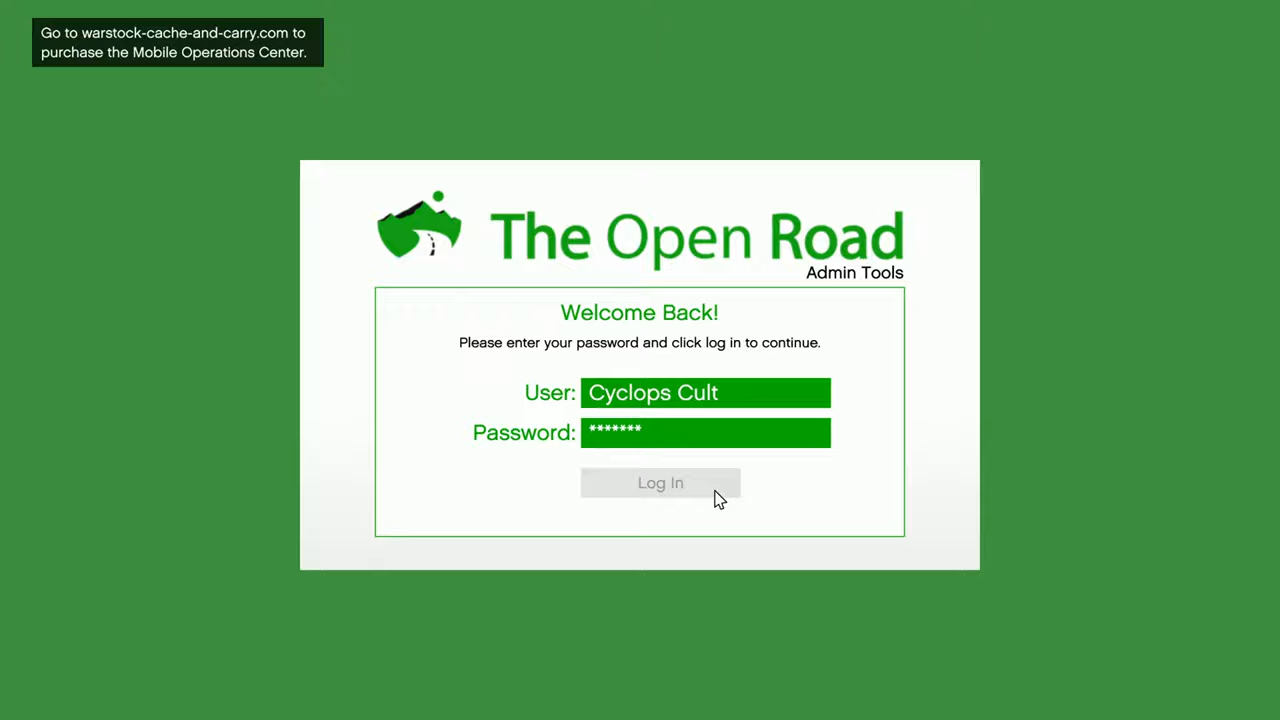 Go to warstock-cache-and-carry.com to
purchase the Mobile Operations Center.
The Open Road
Admin Tools
Welcome Back!
Please enter your password and click log in to continue.
User: Cyclops Cult
Password: *******
Log In